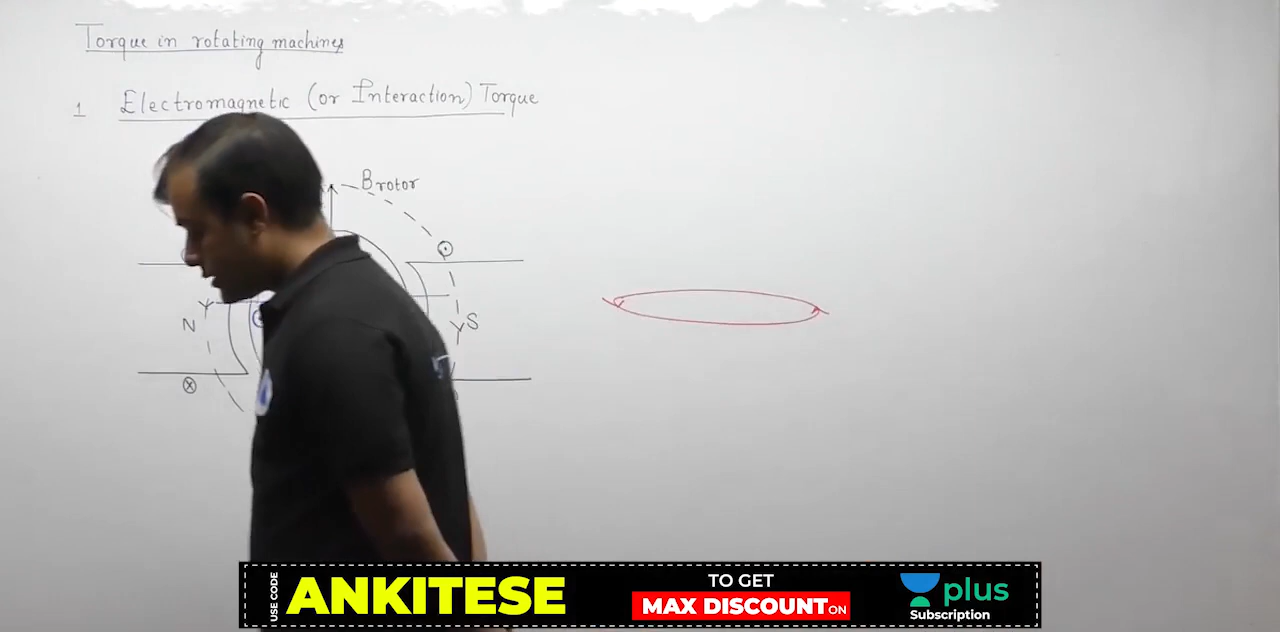 Torque in rotating machines
1 Electromagnetic (or Interaction) Torque
Brotor
N
S
USE CODE
ANKITESE
TO GET
MAX DISCOUNT ON
plus
Subscription